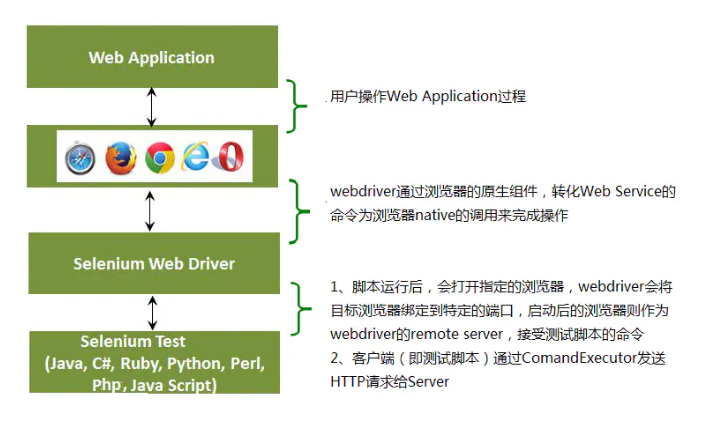 Web Application
用户操作Web Application过程
webdriver通过浏览器的原生组件，转化Web Service的
命令为浏览器native的调用来完成操作
Selenium Web Driver
1、脚本运行后，会打开指定的浏览器，webdriver会将
目标浏览器绑定到特定的端口，启动后的浏览器则作为
webdriver的remote server，接受测试脚本的命令
2、客户端（即测试脚本）通过ComandExecutor发送
HTTP请求给Server
Selenium Test
(Java, C#, Ruby, Python, Perl,
Php, Java Script)